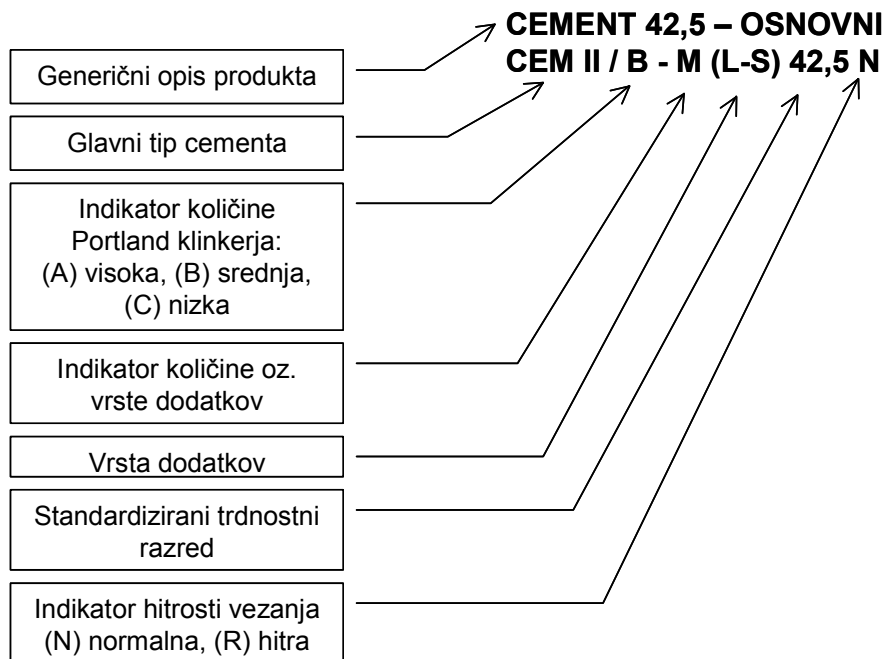 CEMENT 42,5 – OSNOVNI
CEM II / B - M (L-S) 42,5 N
Generični opis produkta
Glavni tip cementa
Indikator količine
Portland klinkerja:
(A) visoka, (B) srednja,
(C) nizka
Indikator količine oz.
vrste dodatkov
Vrsta dodatkov
Standardizirani trdnostni
razred
Indikator hitrosti vezanja
(N) normalna, (R) hitra